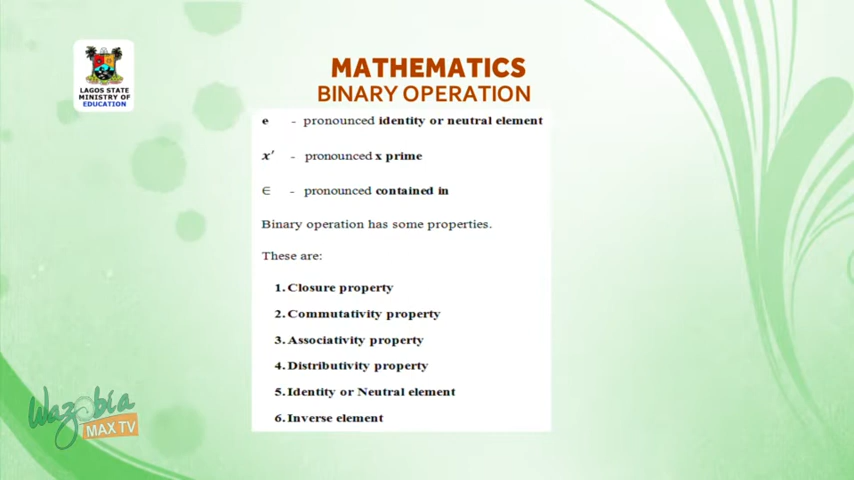 LAGOS STATE
MINISTRY OF
EDUCATION
MATHEMATICS
BINARY OPERATION
e - pronounced identity or neutral element
x′ - pronounced x prime
∈ - pronounced contained in
Binary operation has some properties.
These are:
1. Closure property
2. Commutativity property
3. Associativity property
4. Distributivity property
5. Identity or Neutral element
6. Inverse element
Wazobia
MAX TV